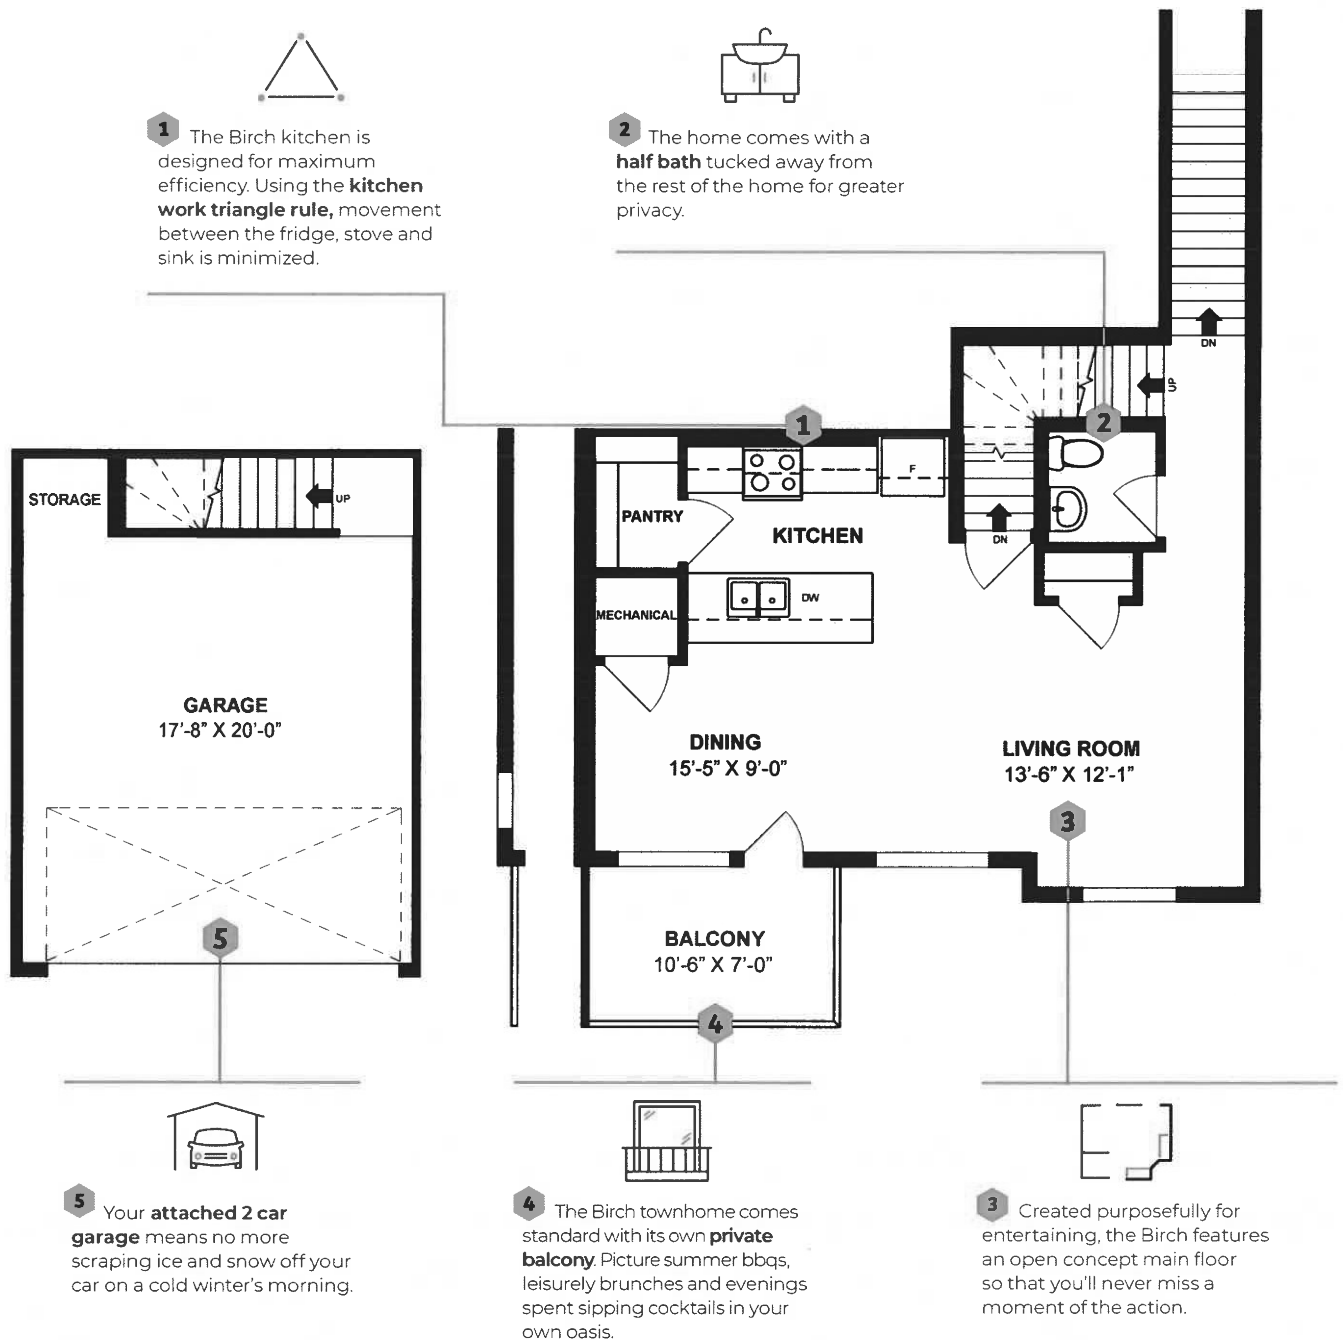 1 The Birch kitchen is
designed for maximum
efficiency. Using the kitchen
work triangle rule, movement
between the fridge, stove and
sink is minimized.
2 The home comes with a
half bath tucked away from
the rest of the home for greater
privacy.
DN
UP
1
2
F
STORAGE
UP
PANTRY
KITCHEN
DN
DW
MECHANICAL
GARAGE
17'-8" X 20'-0"
DINING
15'-5" X 9'-0"
LIVING ROOM
13'-6" X 12'-1"
3
5
BALCONY
10'-6" X 7'-0"
4
5 Your attached 2 car
garage means no more
scraping ice and snow off your
car on a cold winter's morning.
4 The Birch townhome comes
standard with its own private
balcony. Picture summer bbqs,
leisurely brunches and evenings
spent sipping cocktails in your
own oasis.
3 Created purposefully for
entertaining, the Birch features
an open concept main floor
so that you'll never miss a
moment of the action.